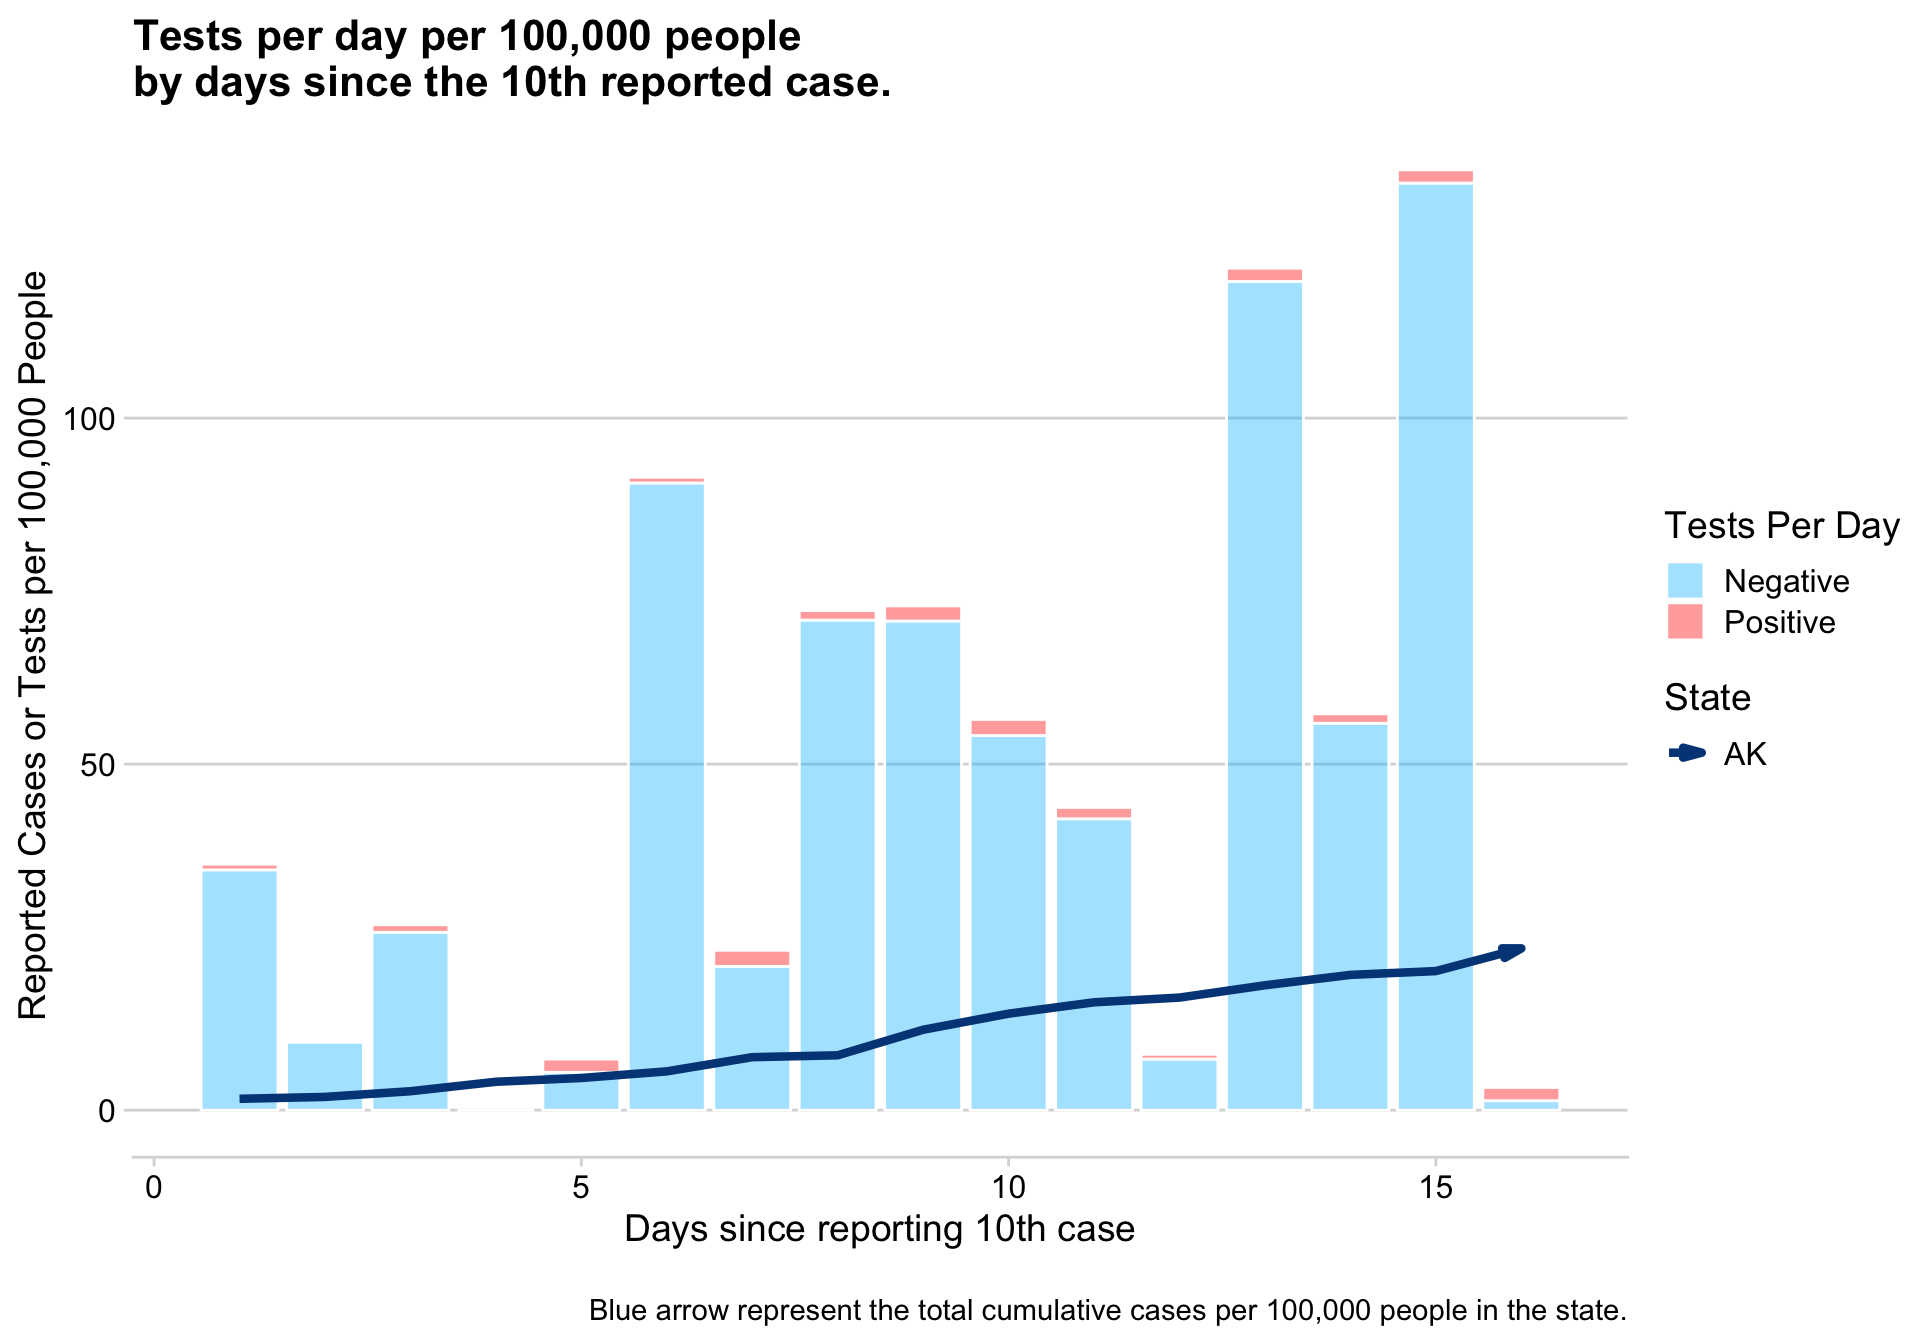 Tests per day per 100,000 people
by days since the 10th reported case.
Reported Cases or Tests per 100,000 People
100
50
0
0
5
10
15
Days since reporting 10th case
Tests Per Day
Negative
Positive
State
AK
Blue arrow represent the total cumulative cases per 100,000 people in the state.